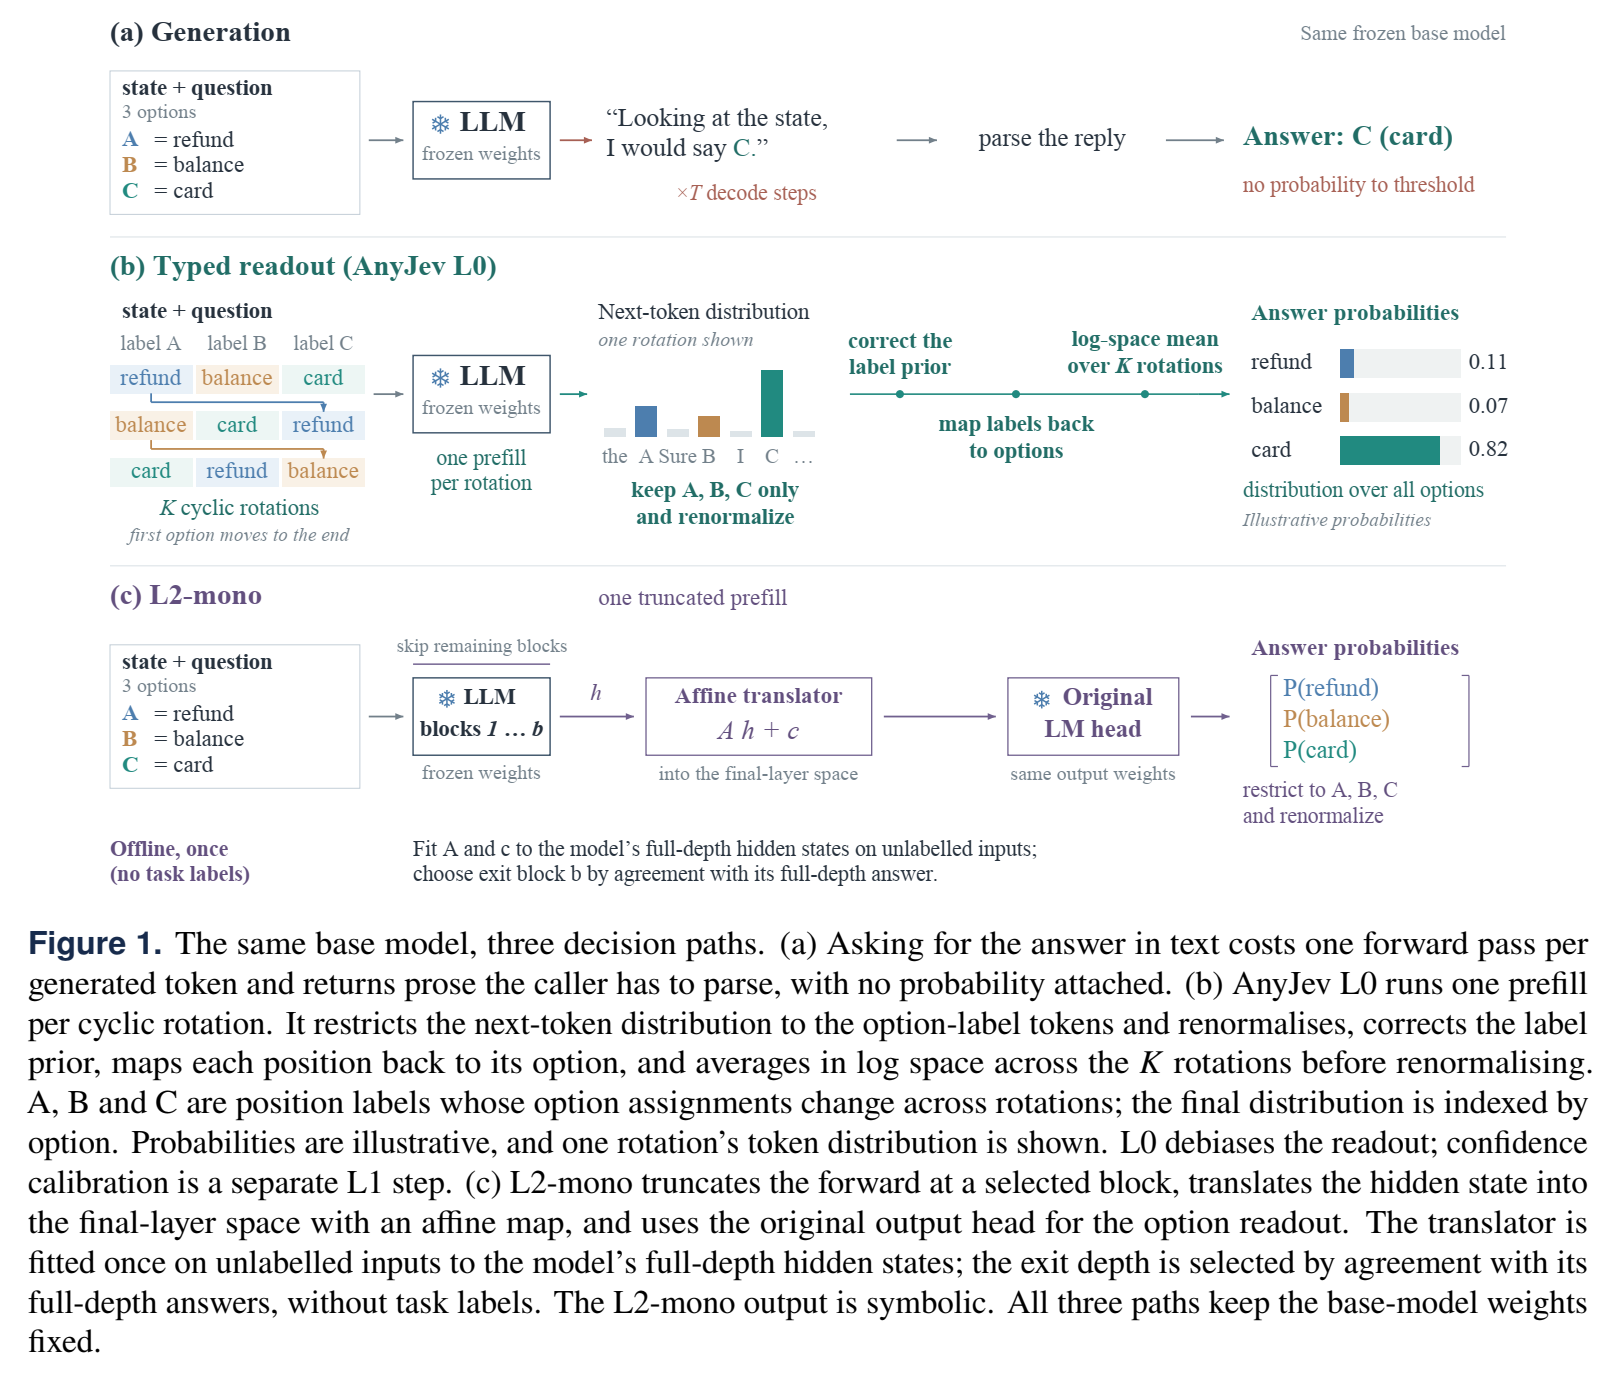 (a) Generation
Same frozen base model
state + question
3 options
A = refund
B = balance
C = card
LLM
frozen weights
“Looking at the state,
I would say C.”
×T decode steps
parse the reply
Answer: C (card)
no probability to threshold
(b) Typed readout (AnyJev L0)
state + question
label A label B label C
refund balance card
balance card refund
card refund balance
K cyclic rotations
first option moves to the end
LLM
frozen weights
one prefill
per rotation
Next-token distribution
one rotation shown
the A Sure B I C …
keep A, B, C only
and renormalize
correct the
label prior
map labels back
to options
log-space mean
over K rotations
Answer probabilities
refund 0.11
balance 0.07
card 0.82
distribution over all options
Illustrative probabilities
(c) L2-mono
one truncated prefill
state + question
3 options
A = refund
B = balance
C = card
skip remaining blocks
LLM
blocks 1 … b
frozen weights
h
Affine translator
A h + c
into the final-layer space
Original
LM head
same output weights
Answer probabilities
P(refund)
P(balance)
P(card)
restrict to A, B, C
and renormalize
Offline, once
(no task labels)
Fit A and c to the model’s full-depth hidden states on unlabelled inputs;
choose exit block b by agreement with its full-depth answer.
Figure 1. The same base model, three decision paths. (a) Asking for the answer in text costs one forward pass per
generated token and returns prose the caller has to parse, with no probability attached. (b) AnyJev L0 runs one prefill
per cyclic rotation. It restricts the next-token distribution to the option-label tokens and renormalises, corrects the label
prior, maps each position back to its option, and averages in log space across the K rotations before renormalising.
A, B and C are position labels whose option assignments change across rotations; the final distribution is indexed by
option. Probabilities are illustrative, and one rotation’s token distribution is shown. L0 debiases the readout; confidence
calibration is a separate L1 step. (c) L2-mono truncates the forward at a selected block, translates the hidden state into
the final-layer space with an affine map, and uses the original output head for the option readout. The translator is
fitted once on unlabelled inputs to the model’s full-depth hidden states; the exit depth is selected by agreement with its
full-depth answers, without task labels. The L2-mono output is symbolic. All three paths keep the base-model weights
fixed.